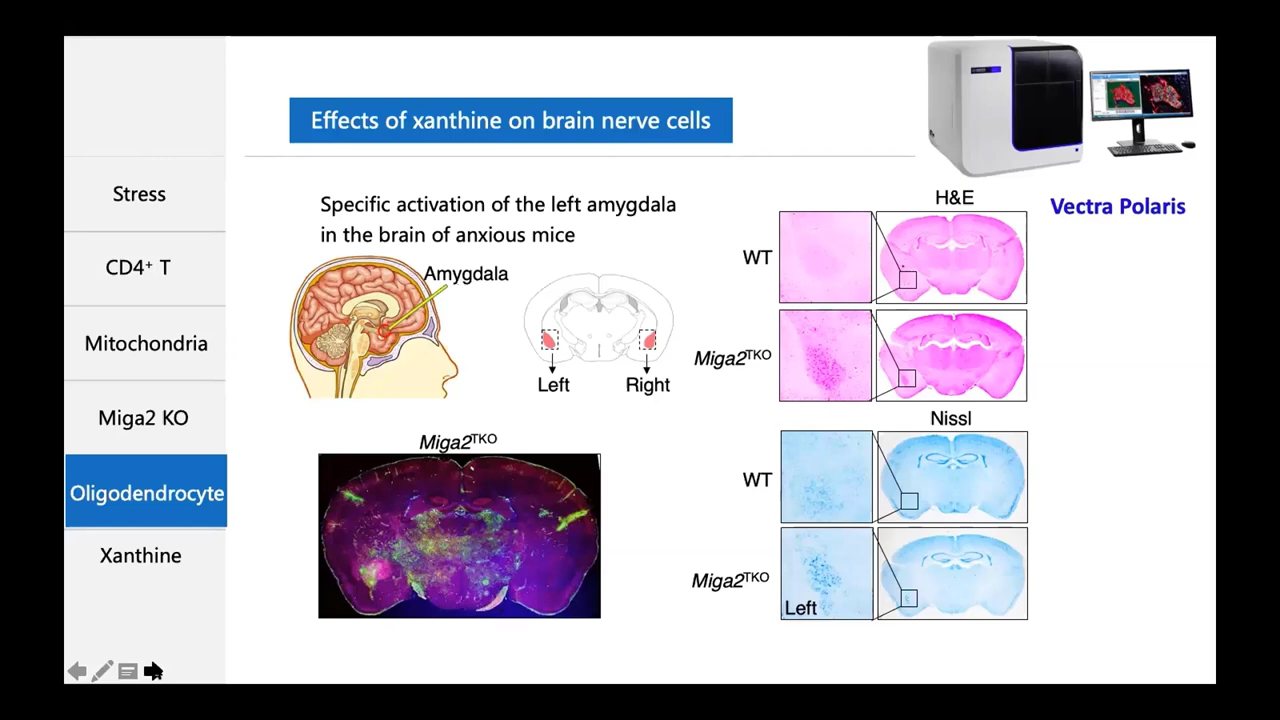 Effects of xanthine on brain nerve cells
Stress
CD4⁺ T
Mitochondria
Miga2 KO
Oligodendrocyte
Xanthine
Specific activation of the left amygdala
in the brain of anxious mice
Amygdala
Left
Right
Miga2ᵀᴷᴼ
H&E
WT
Miga2ᵀᴷᴼ
Nissl
WT
Miga2ᵀᴷᴼ
Left
Vectra Polaris